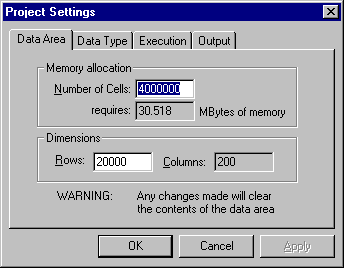 Project Settings
Data Area Data Type Execution Output
Memory allocation
Number of Cells: 4000000
requires: 30.518 MBytes of memory
Dimensions
Rows: 20000 Columns: 200
WARNING: Any changes made will clear
the contents of the data area
OK Cancel Apply